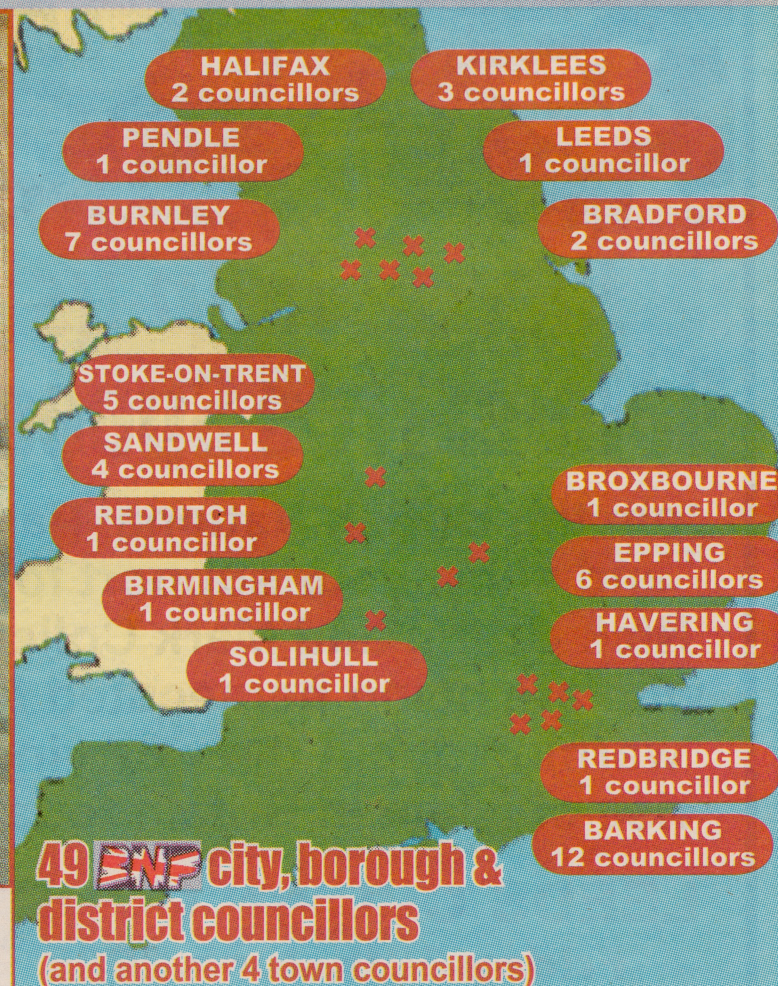 HALIFAX
2 councillors
KIRKLEES
3 councillors
PENDLE
1 councillor
LEEDS
1 councillor
BURNLEY
7 councillors
BRADFORD
2 councillors
STOKE-ON-TRENT
5 councillors
SANDWELL
4 councillors
BROXBOURNE
1 councillor
REDDITCH
1 councillor
EPPING
6 councillors
BIRMINGHAM
1 councillor
HAVERING
1 councillor
SOLIHULL
1 councillor
REDBRIDGE
1 councillor
BARKING
12 councillors
49 BNP city, borough &
district councillors
(and another 4 town councillors)